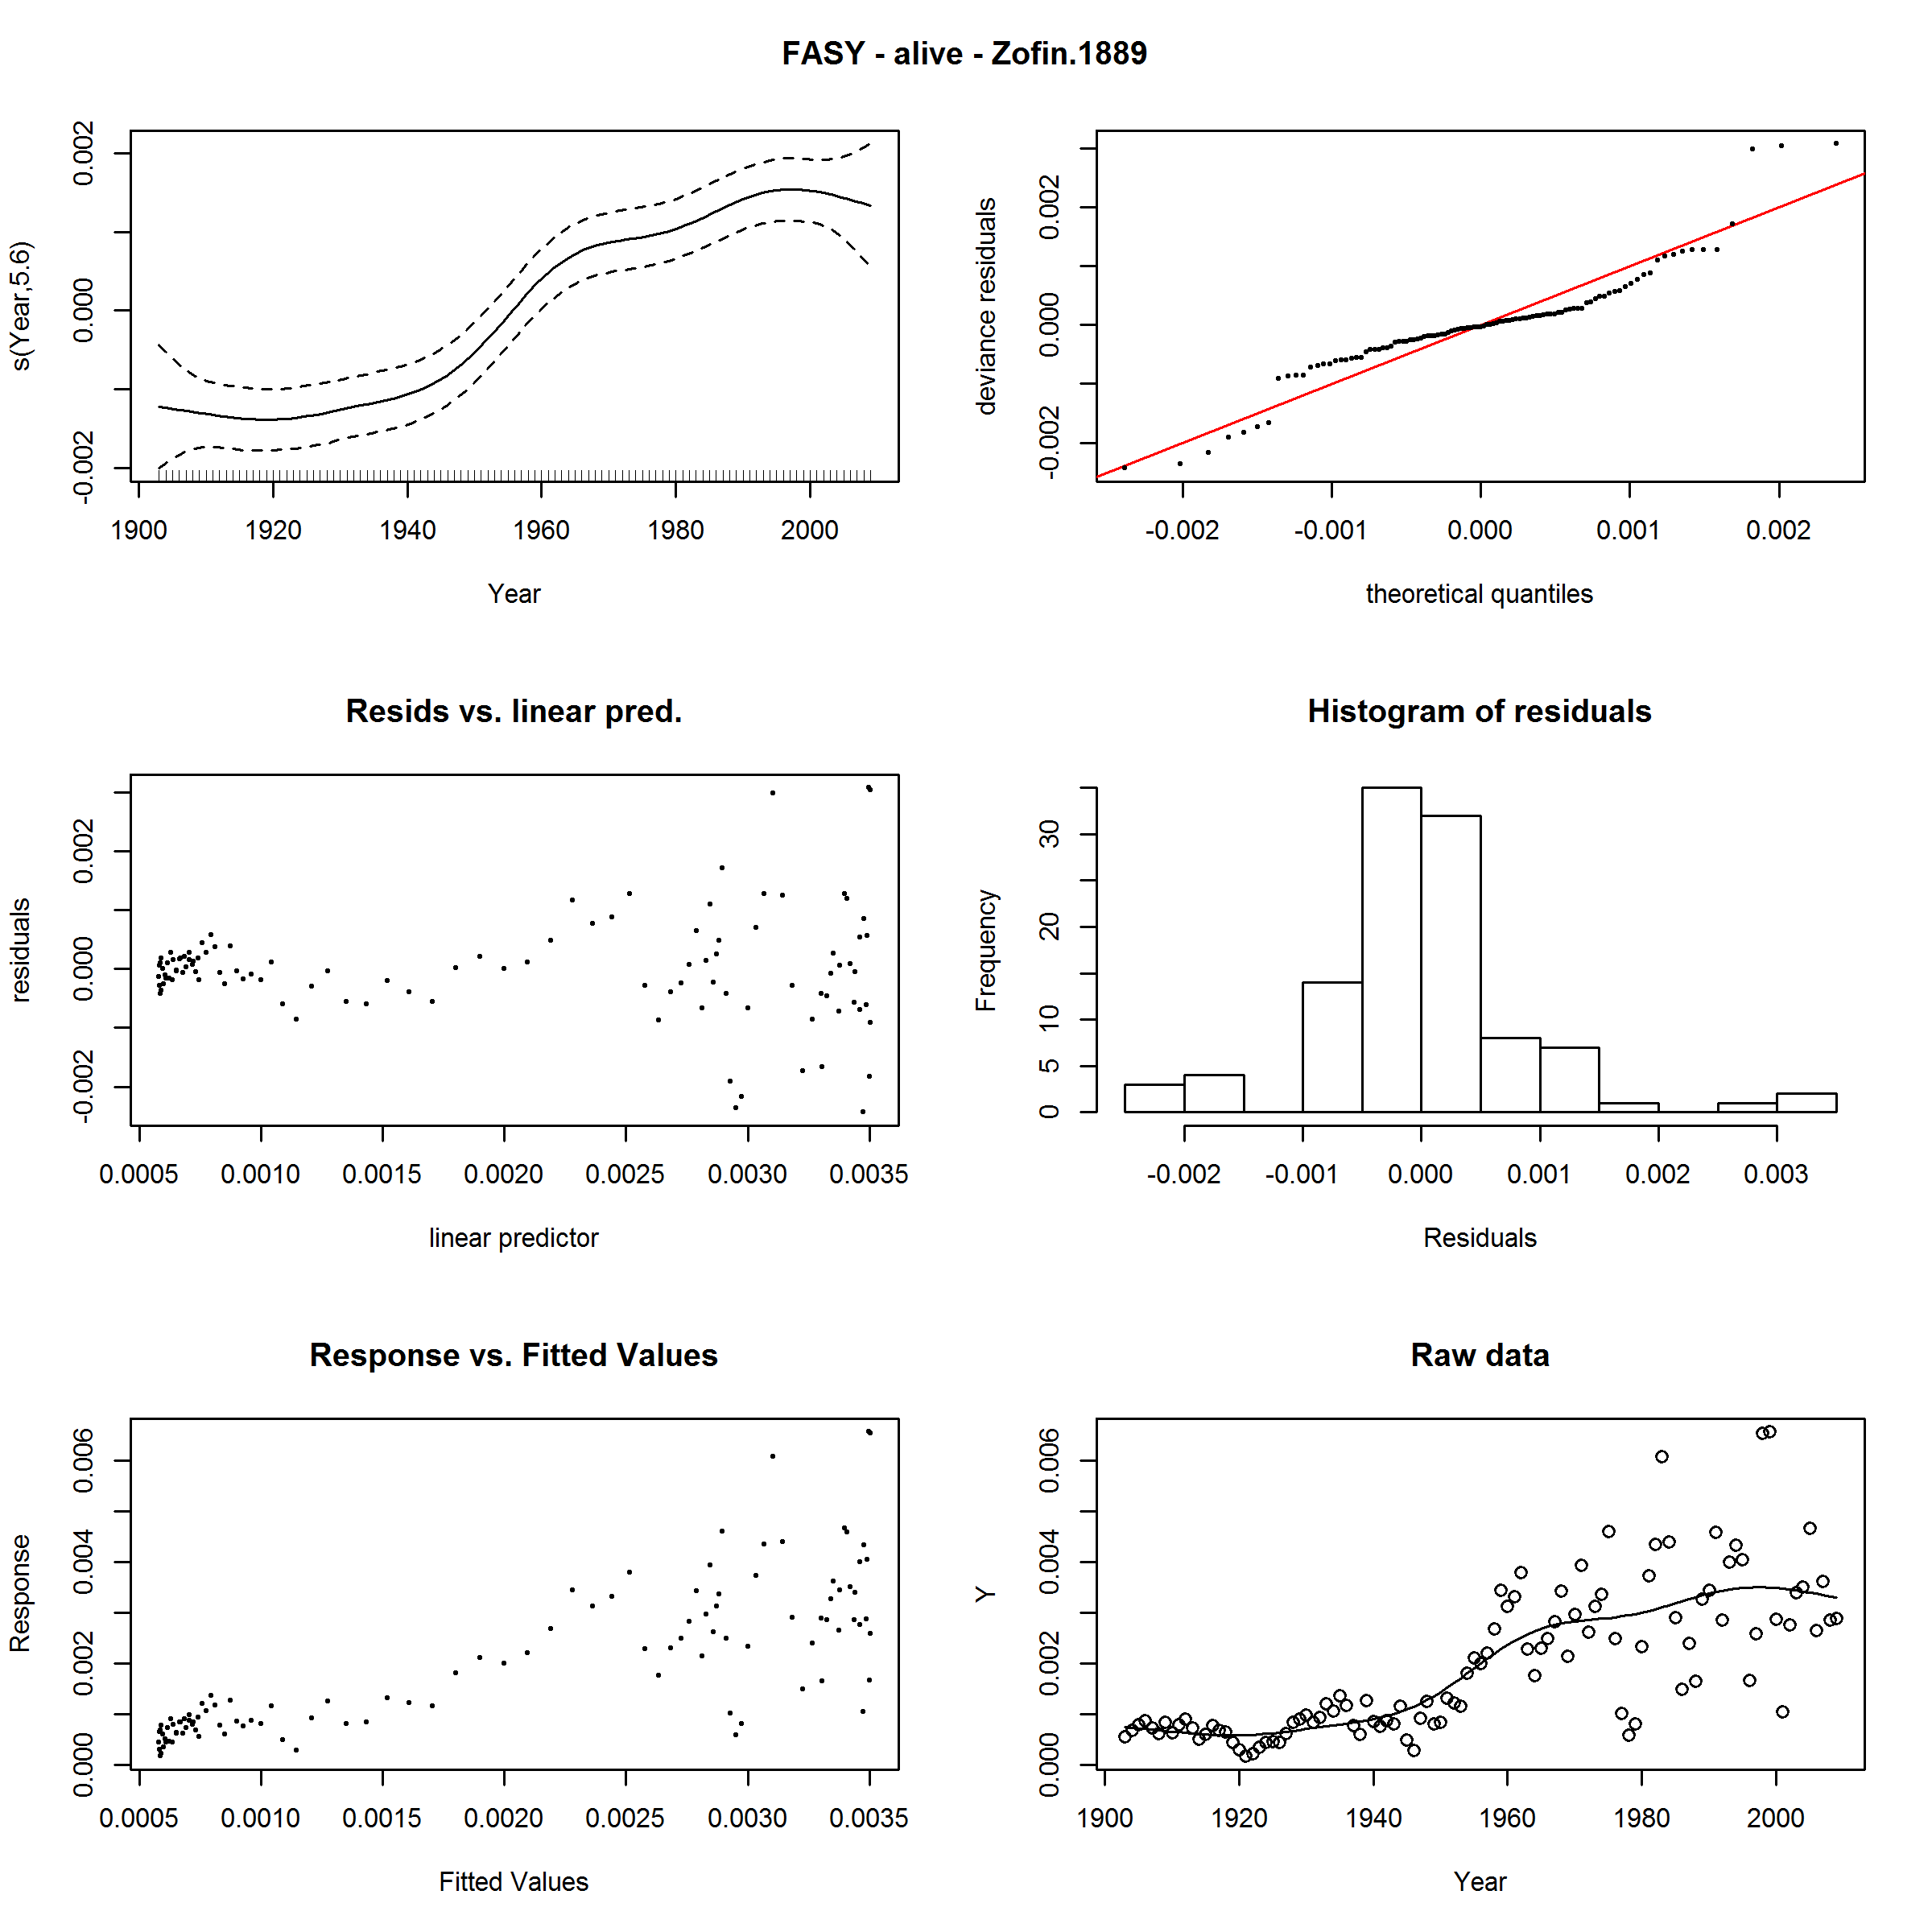 FASY - alive - Zofin.1889
s(Year,5.6)
-0.002 0.000 0.002
1900 1920 1940 1960 1980 2000
Year
deviance residuals
-0.002 0.000 0.002
-0.002 -0.001 0.000 0.001 0.002
theoretical quantiles
Resids vs. linear pred.
residuals
-0.002 0.000 0.002
0.0005 0.0010 0.0015 0.0020 0.0025 0.0030 0.0035
linear predictor
Histogram of residuals
Frequency
0 5 10 20 30
-0.002 -0.001 0.000 0.001 0.002 0.003
Residuals
Response vs. Fitted Values
Response
0.000 0.002 0.004 0.006
0.0005 0.0010 0.0015 0.0020 0.0025 0.0030 0.0035
Fitted Values
Raw data
Y
0.000 0.002 0.004 0.006
1900 1920 1940 1960 1980 2000
Year